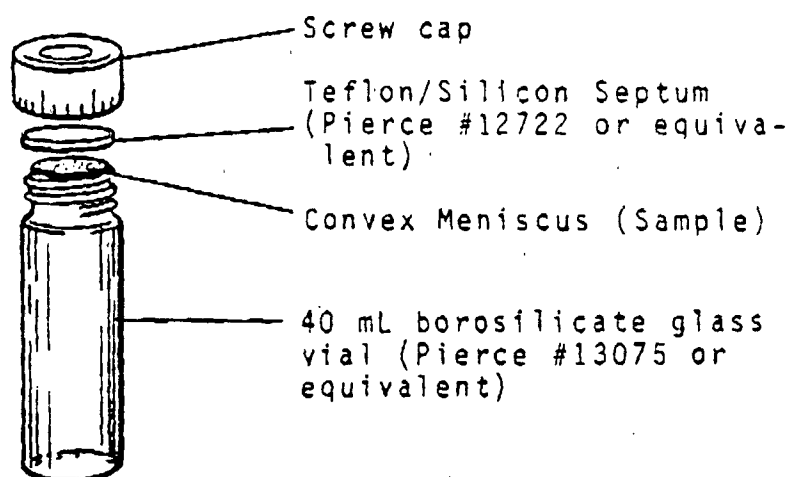 Screw cap
Teflon/Silicon Septum
(Pierce #12722 or equiva-
lent)
Convex Meniscus (Sample)
40 mL borosilicate glass
vial (Pierce #13075 or
equivalent)